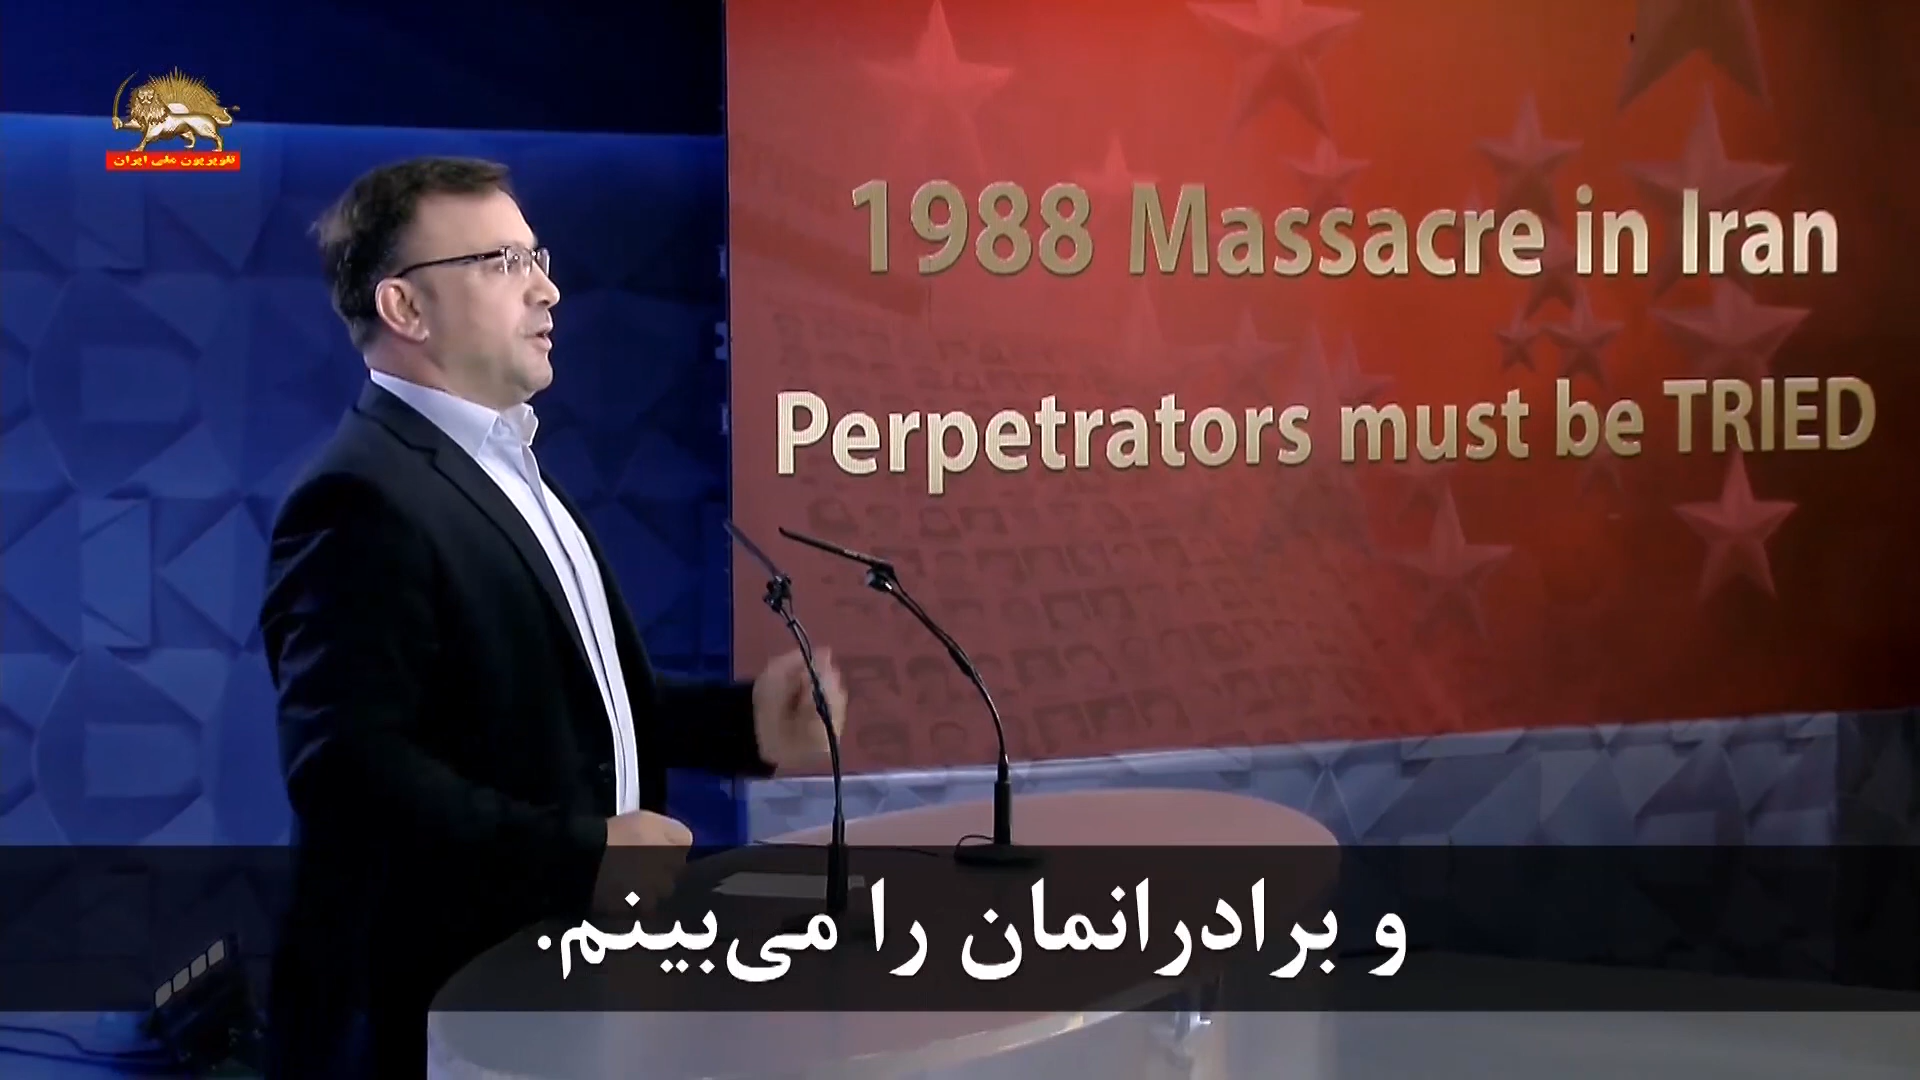 تلویزیون ملی ایران
1988 Massacre in Iran
Perpetrators must be TRIED
و برادرانمان را می‌بینم.